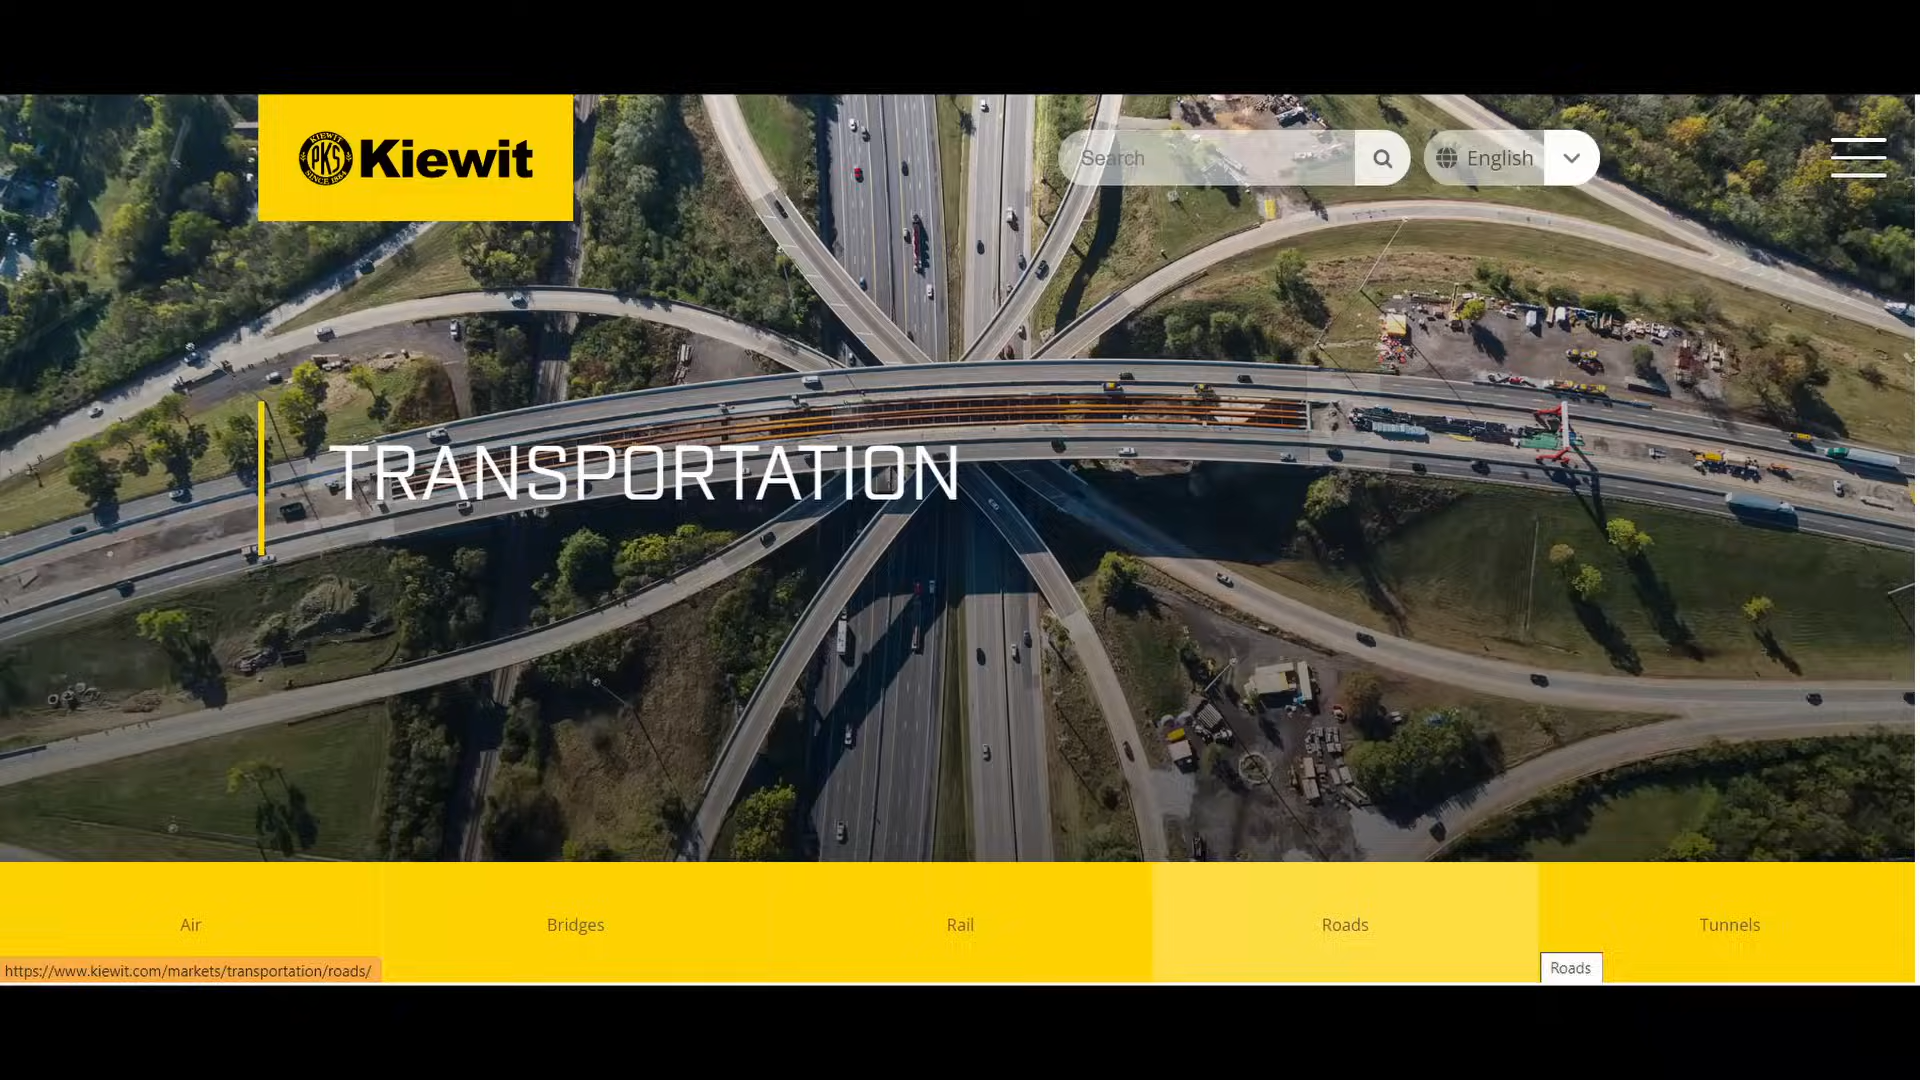 KIEWIT
PKS
SINCE 1884
Kiewit
Search
English
TRANSPORTATION
Air
Bridges
Rail
Roads
Tunnels
https://www.kiewit.com/markets/transportation/roads/
Roads